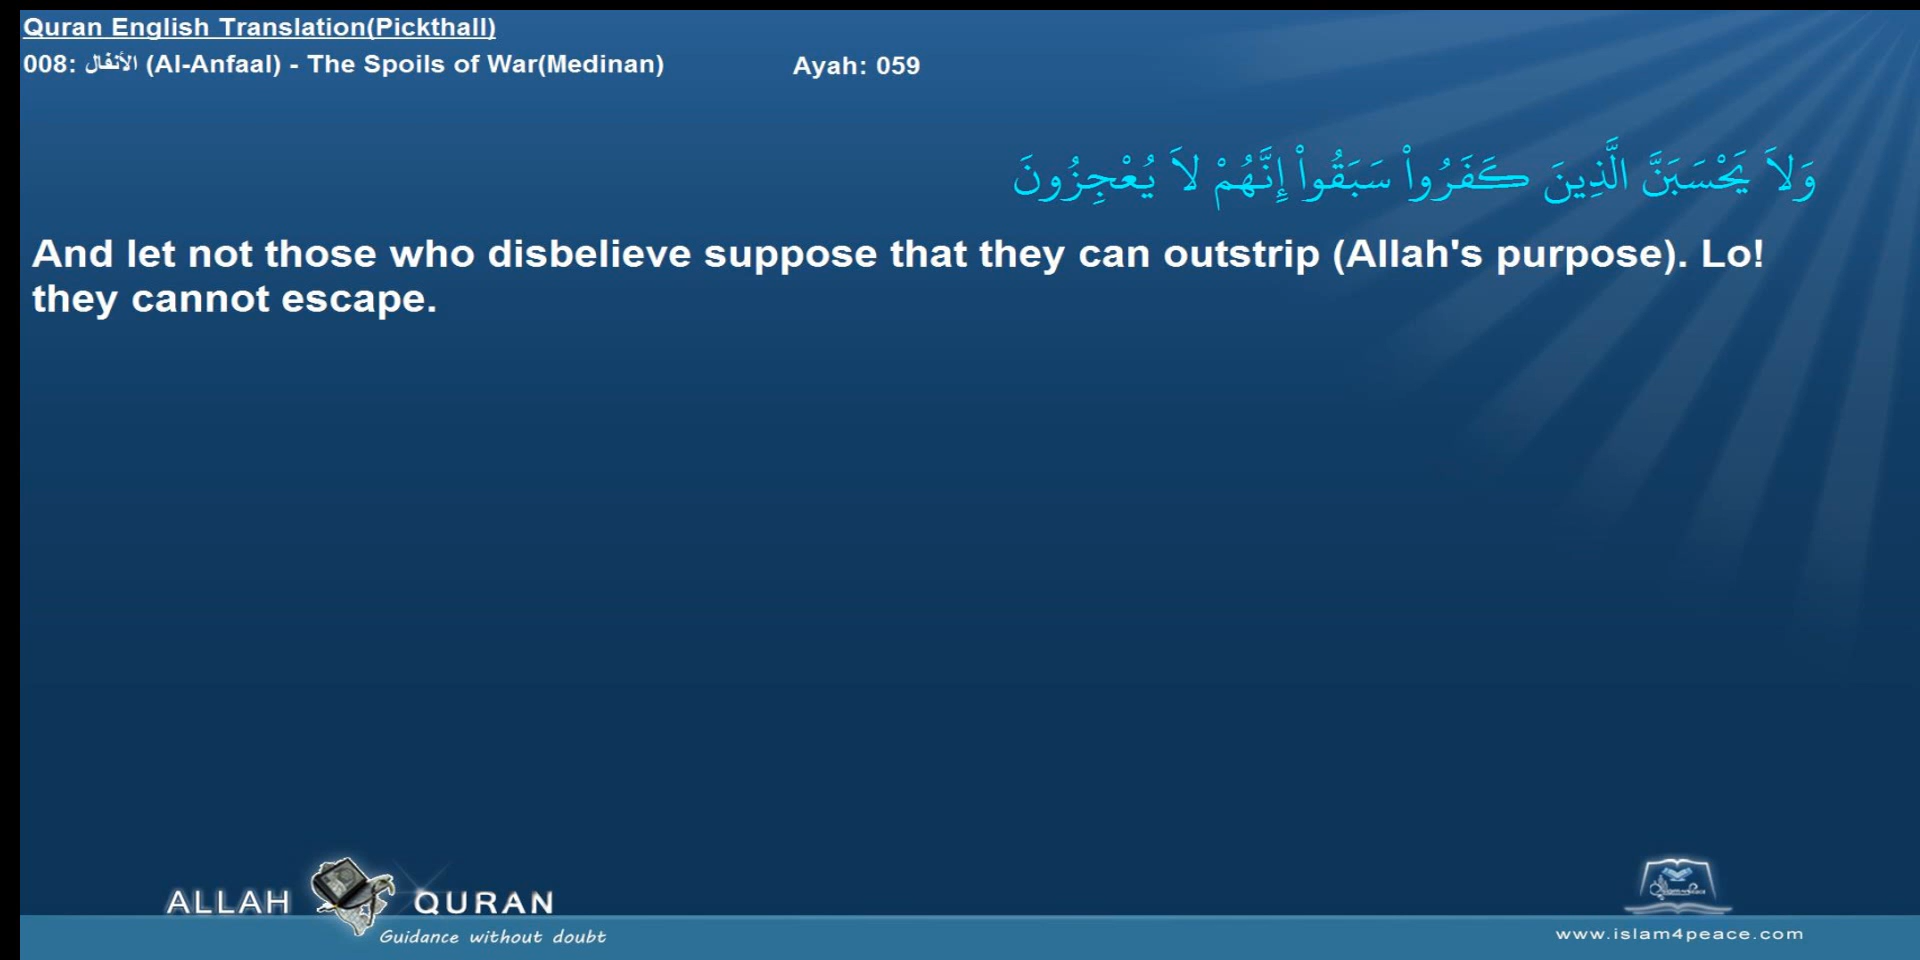 Quran English Translation(Pickthall)
008: الأنفال (Al-Anfaal) - The Spoils of War(Medinan) Ayah: 059
وَلاَ يَحْسَبَنَّ الَّذِينَ كَفَرُواْ سَبَقُواْ إِنَّهُمْ لاَ يُعْجِزُونَ
And let not those who disbelieve suppose that they can outstrip (Allah's purpose). Lo!
they cannot escape.
ALLAH QURAN
Guidance without doubt
www.islam4peace.com